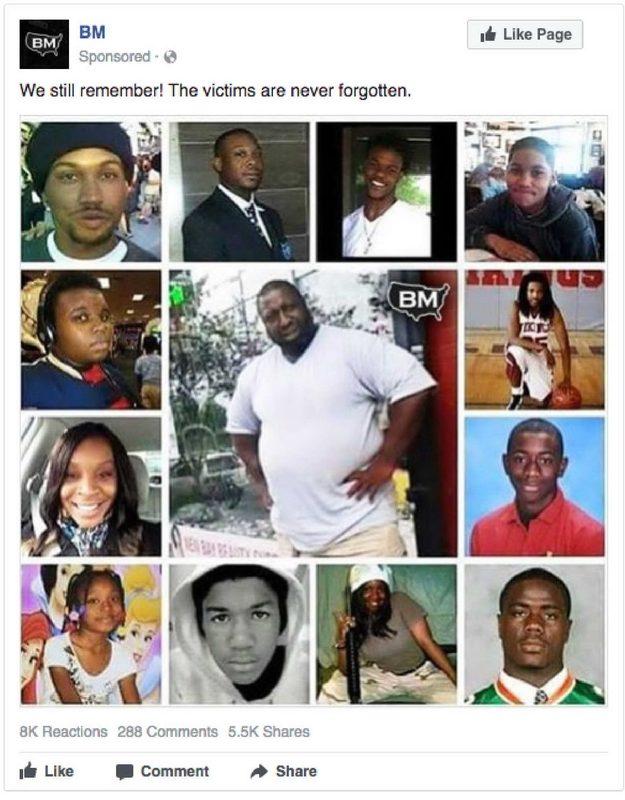 BM
BM
Like Page
Sponsored ·
We still remember! The victims are never forgotten.
BM
8K Reactions 288 Comments 5.5K Shares
Like Comment Share